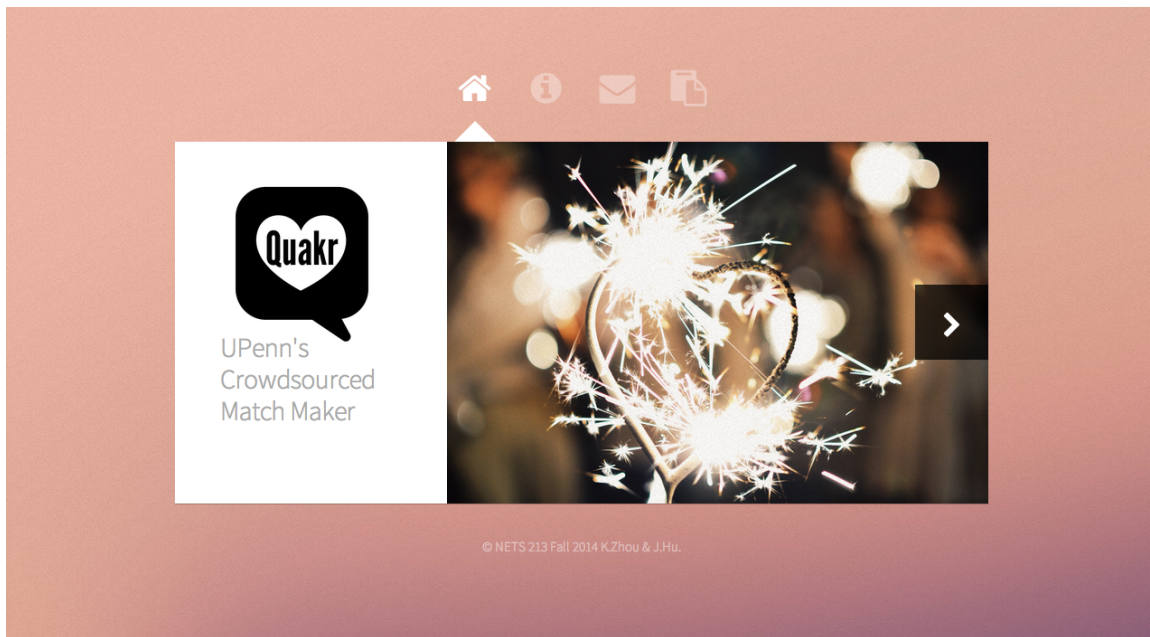 Quakr
UPenn's
Crowdsourced
Match Maker
© NETS 213 Fall 2014 K.Zhou & J.Hu.